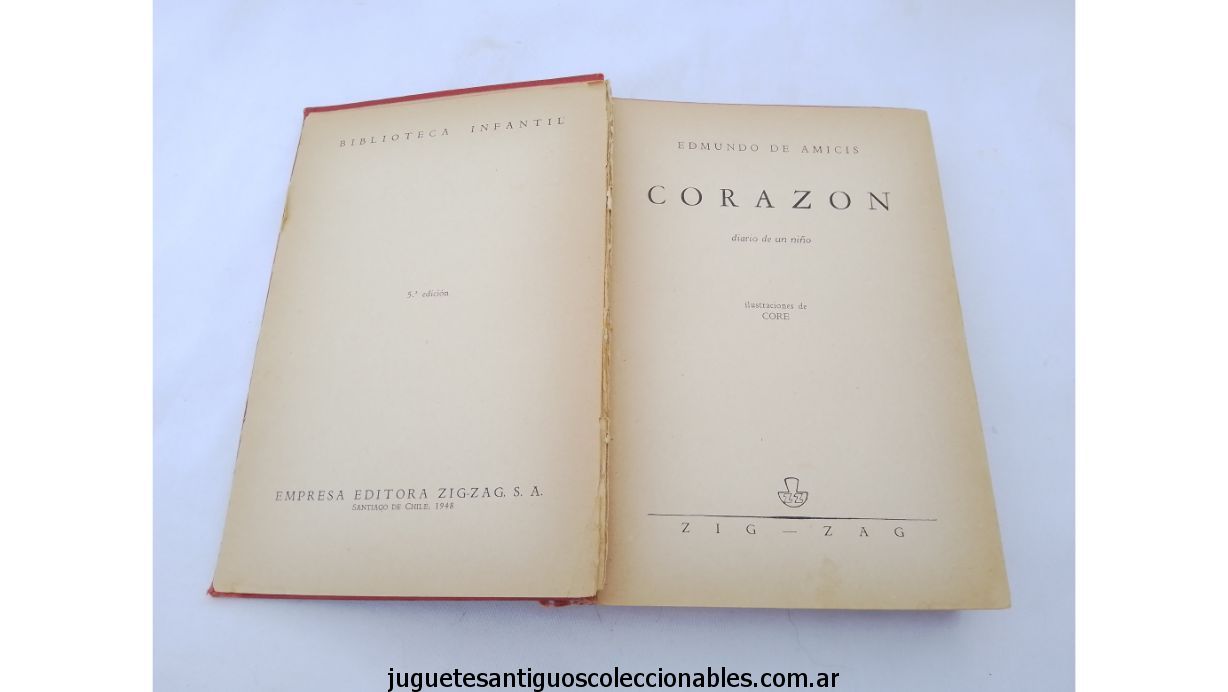 BIBLIOTECA INFANTIL
5.ª edición
EMPRESA EDITORA ZIG-ZAG, S. A.
SANTIAGO DE CHILE, 1948
EDMUNDO DE AMICIS
CORAZON
diario de un niño
ilustraciones de
CORE
ZIG-ZAG
juguetesantiguoscoleccionables.com.ar